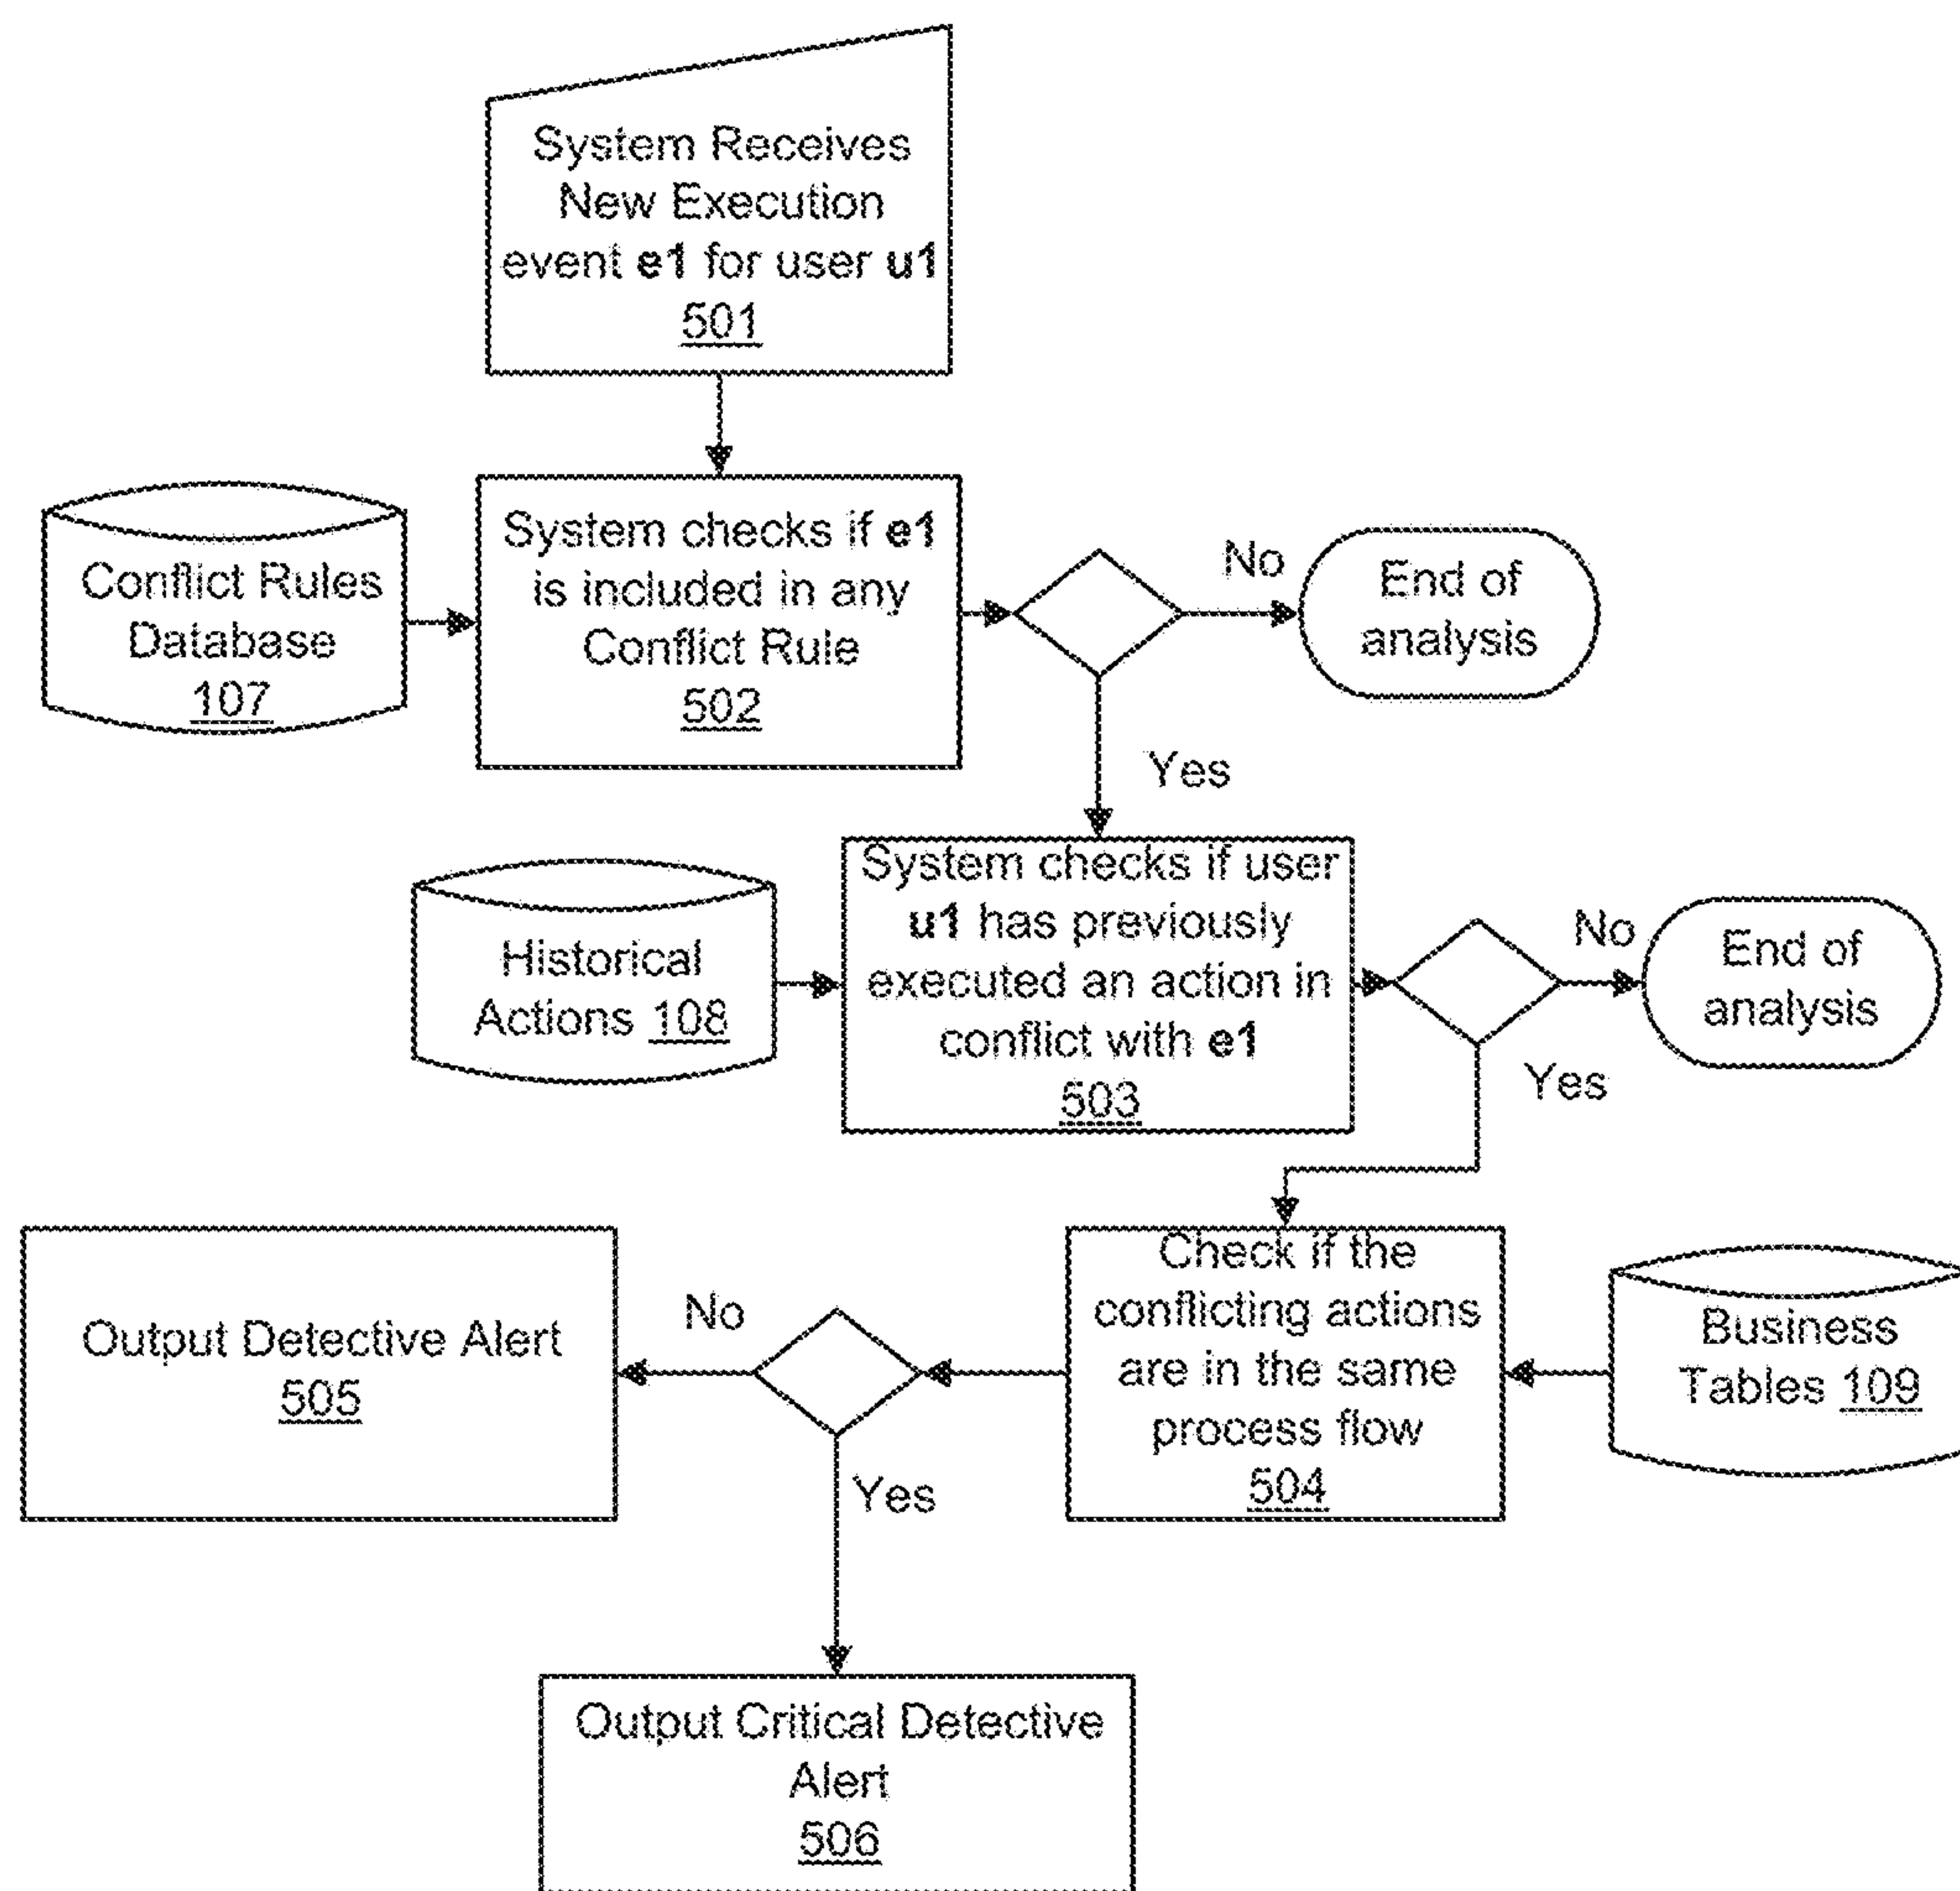 System Receives
New Execution
event e1 for user u1
501
Conflict Rules
Database
107
System checks if e1
is included in any
Conflict Rule
502
No
End of
analysis
Yes
Historical
Actions 108
System checks if user
u1 has previously
executed an action in
conflict with e1
503
No
End of
analysis
Yes
Check if the
conflicting actions
are in the same
process flow
504
Business
Tables 109
No
Output Detective Alert
505
Yes
Output Critical Detective
Alert
506